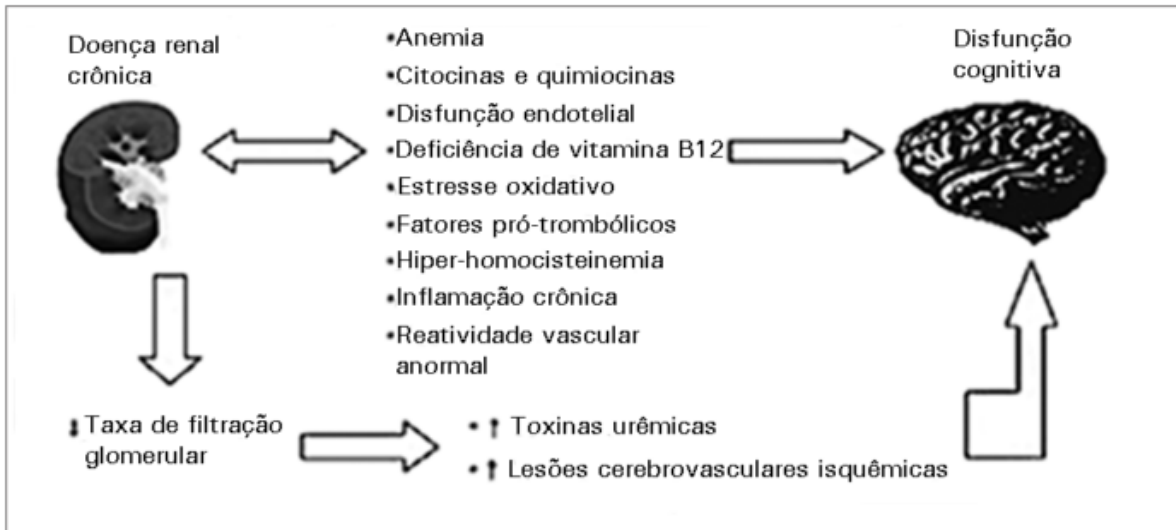 Doença renal
crônica
•Anemia
•Citocinas e quimiocinas
•Disfunção endotelial
•Deficiência de vitamina B12
•Estresse oxidativo
•Fatores pró-trombólicos
•Hiper-homocisteinemia
•Inflamação crônica
•Reatividade vascular
anormal
Disfunção
cognitiva
⬇Taxa de filtração
glomerular
• ⬆ Toxinas urêmicas
• ⬆ Lesões cerebrovasculares isquêmicas